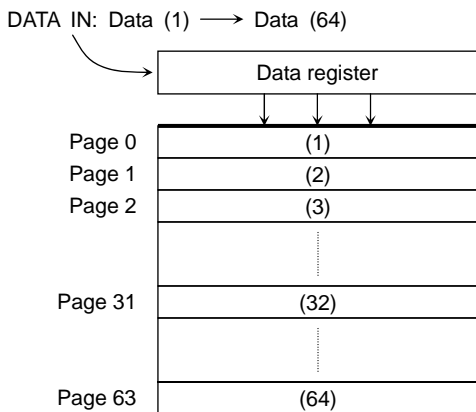 DATA IN: Data (1) ⟶ Data (64)
Data register
Page 0 (1)
Page 1 (2)
Page 2 (3)
Page 31 (32)
Page 63 (64)